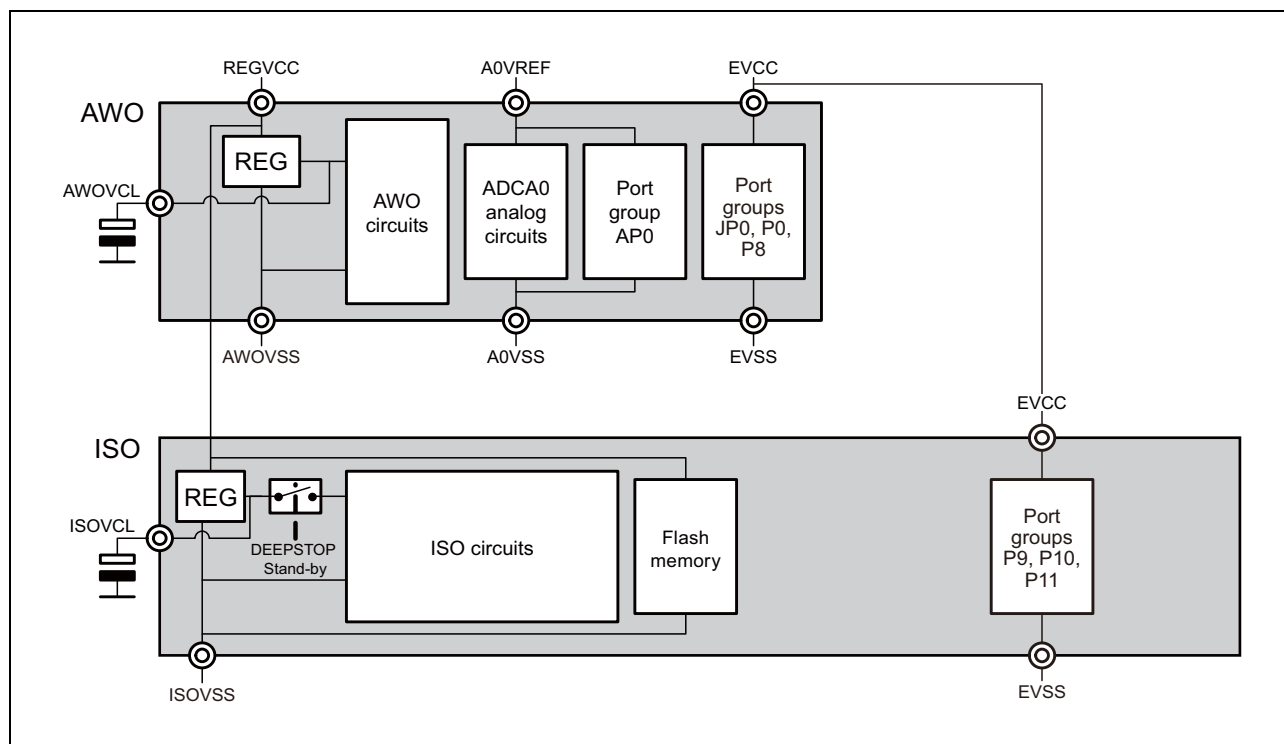 REGVCC
A0VREF
EVCC
AWO
REG
AWOVCL
AWO
circuits
ADCA0
analog
circuits
Port
group
AP0
Port
groups
JP0, P0,
P8
AWOVSS
A0VSS
EVSS
EVCC
ISO
REG
ISOVCL
DEEPSTOP
Stand-by
ISO circuits
Flash
memory
Port
groups
P9, P10,
P11
ISOVSS
EVSS